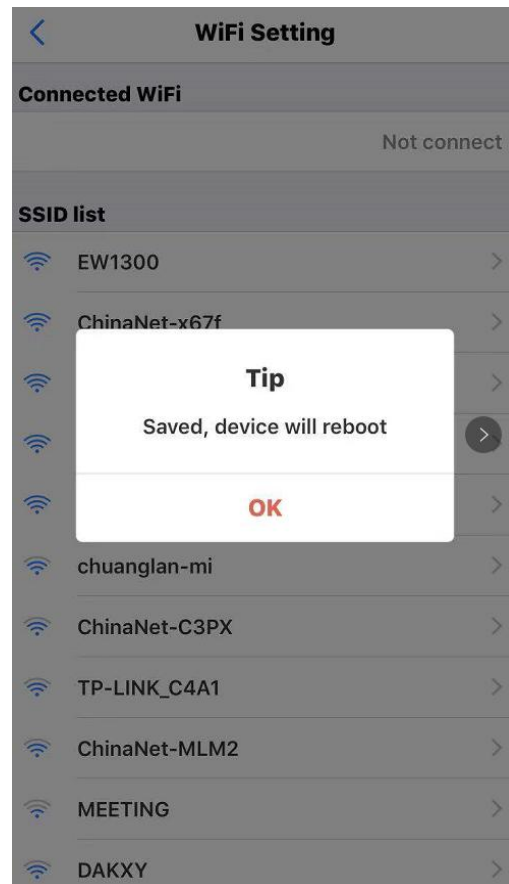 WiFi Setting
Connected WiFi
Not connect
SSID list
EW1300
ChinaNet-x67f
Tip
Saved, device will reboot
OK
chuanglan-mi
ChinaNet-C3PX
TP-LINK_C4A1
ChinaNet-MLM2
MEETING
DAKXY